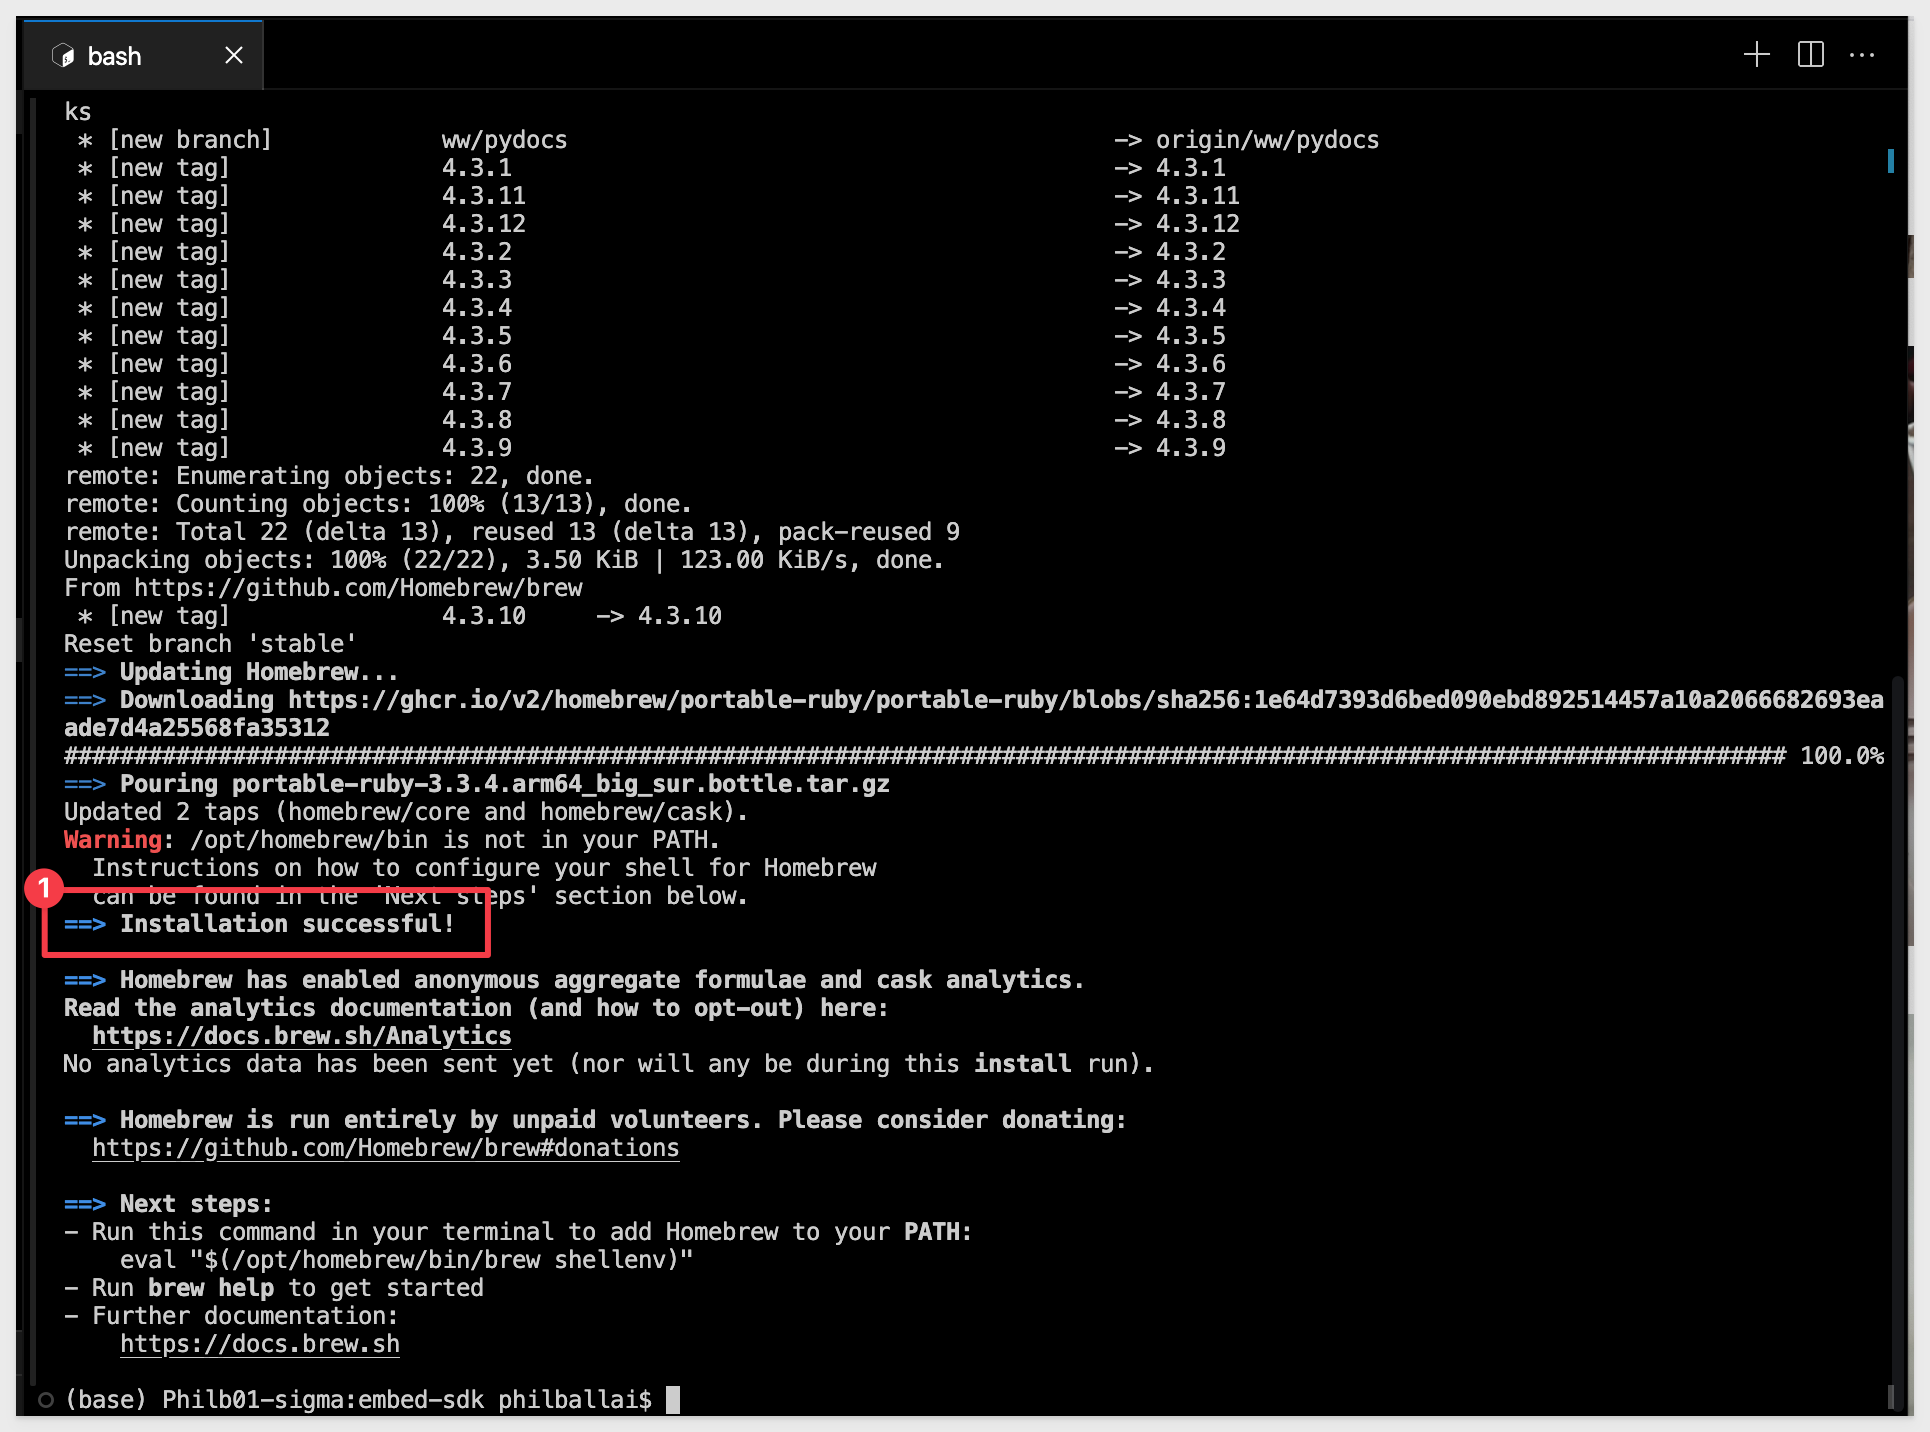 bash
ks
 * [new branch]            ww/pydocs                                       -> origin/ww/pydocs
 * [new tag]               4.3.1                                           -> 4.3.1
 * [new tag]               4.3.11                                          -> 4.3.11
 * [new tag]               4.3.12                                          -> 4.3.12
 * [new tag]               4.3.2                                           -> 4.3.2
 * [new tag]               4.3.3                                           -> 4.3.3
 * [new tag]               4.3.4                                           -> 4.3.4
 * [new tag]               4.3.5                                           -> 4.3.5
 * [new tag]               4.3.6                                           -> 4.3.6
 * [new tag]               4.3.7                                           -> 4.3.7
 * [new tag]               4.3.8                                           -> 4.3.8
 * [new tag]               4.3.9                                           -> 4.3.9
remote: Enumerating objects: 22, done.
remote: Counting objects: 100% (13/13), done.
remote: Total 22 (delta 13), reused 13 (delta 13), pack-reused 9
Unpacking objects: 100% (22/22), 3.50 KiB | 123.00 KiB/s, done.
From https://github.com/Homebrew/brew
 * [new tag]               4.3.10     -> 4.3.10
Reset branch 'stable'
==> Updating Homebrew...
==> Downloading https://ghcr.io/v2/homebrew/portable-ruby/portable-ruby/blobs/sha256:1e64d7393d6bed090ebd892514457a10a2066682693ea
ade7d4a25568fa35312
########################################################################################################################### 100.0%
==> Pouring portable-ruby-3.3.4.arm64_big_sur.bottle.tar.gz
Updated 2 taps (homebrew/core and homebrew/cask).
Warning: /opt/homebrew/bin is not in your PATH.
  Instructions on how to configure your shell for Homebrew
  can be found in the 'Next steps' section below.
1
==> Installation successful!
==> Homebrew has enabled anonymous aggregate formulae and cask analytics.
Read the analytics documentation (and how to opt-out) here:
  https://docs.brew.sh/Analytics
No analytics data has been sent yet (nor will any be during this install run).
==> Homebrew is run entirely by unpaid volunteers. Please consider donating:
  https://github.com/Homebrew/brew#donations
==> Next steps:
- Run this command in your terminal to add Homebrew to your PATH:
    eval "$(/opt/homebrew/bin/brew shellenv)"
- Run brew help to get started
- Further documentation:
    https://docs.brew.sh
(base) Philb01-sigma:embed-sdk philballai$